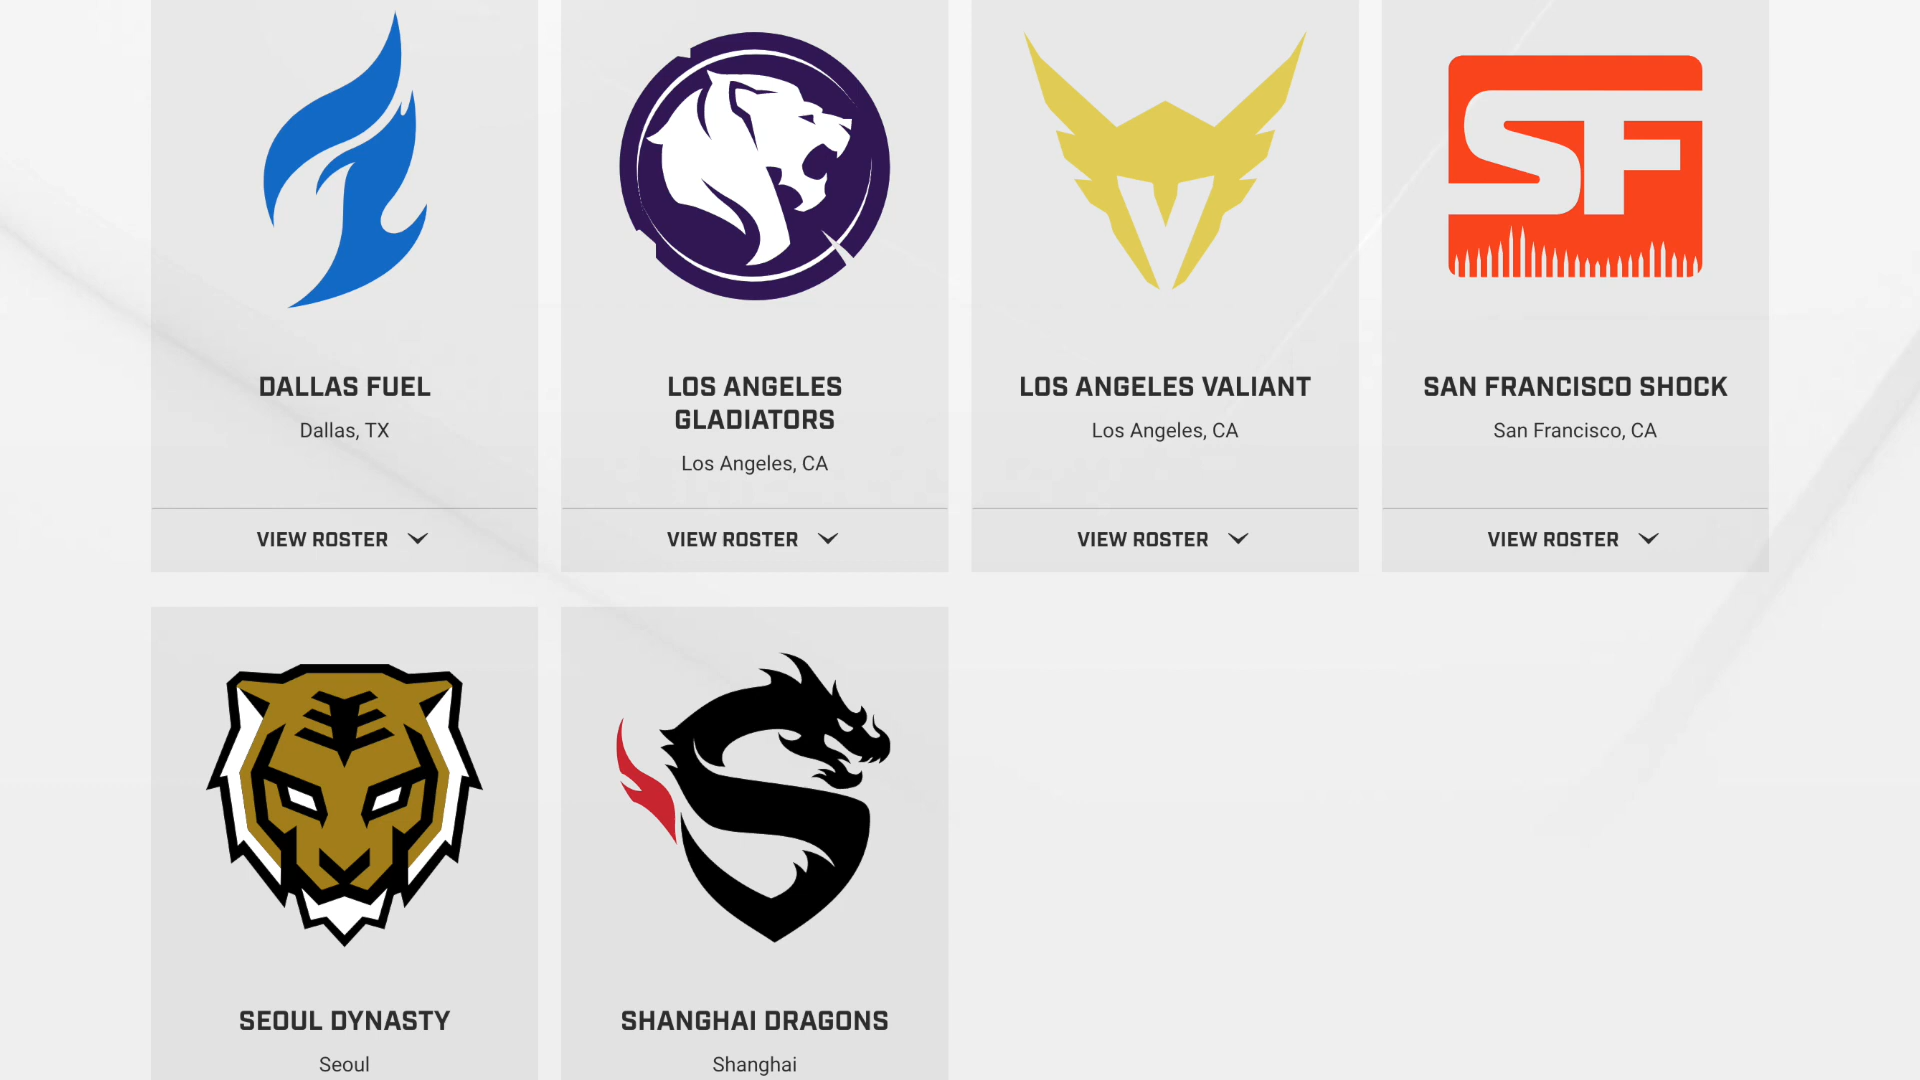 SF
DALLAS FUEL
Dallas, TX
LOS ANGELES
GLADIATORS
Los Angeles, CA
LOS ANGELES VALIANT
Los Angeles, CA
SAN FRANCISCO SHOCK
San Francisco, CA
VIEW ROSTER
VIEW ROSTER
VIEW ROSTER
VIEW ROSTER
SEOUL DYNASTY
Seoul
SHANGHAI DRAGONS
Shanghai